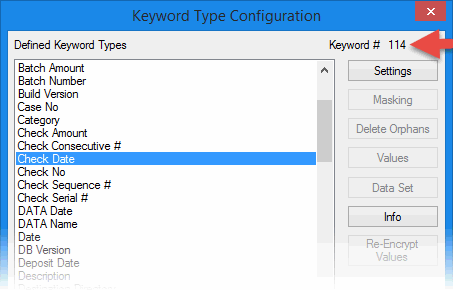 Keyword Type Configuration
Defined Keyword Types
Keyword # 114
Batch Amount
Batch Number
Build Version
Case No
Category
Check Amount
Check Consecutive #
Check Date
Check No
Check Sequence #
Check Serial #
DATA Date
DATA Name
Date
DB Version
Deposit Date
Description
Settings
Masking
Delete Orphans
Values
Data Set
Info
Re-Encrypt
Values